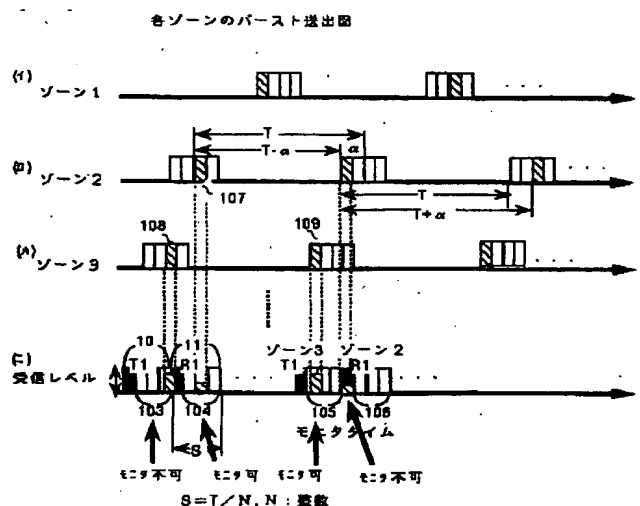 各ゾーンのバースト送出図
(イ)
ゾーン1
T
T-α
α
(ロ)
ゾーン2
107
T
T+α
108
109
(ハ)
ゾーン3
10
11
ゾーン3
ゾーン2
(ニ)
T1
R1
T1
R1
受信レベル
103
104
105
106
モニタタイム
S
モニタ不可
モニタ可
モニタ可
モニタ不可
S=T/N, N:整数